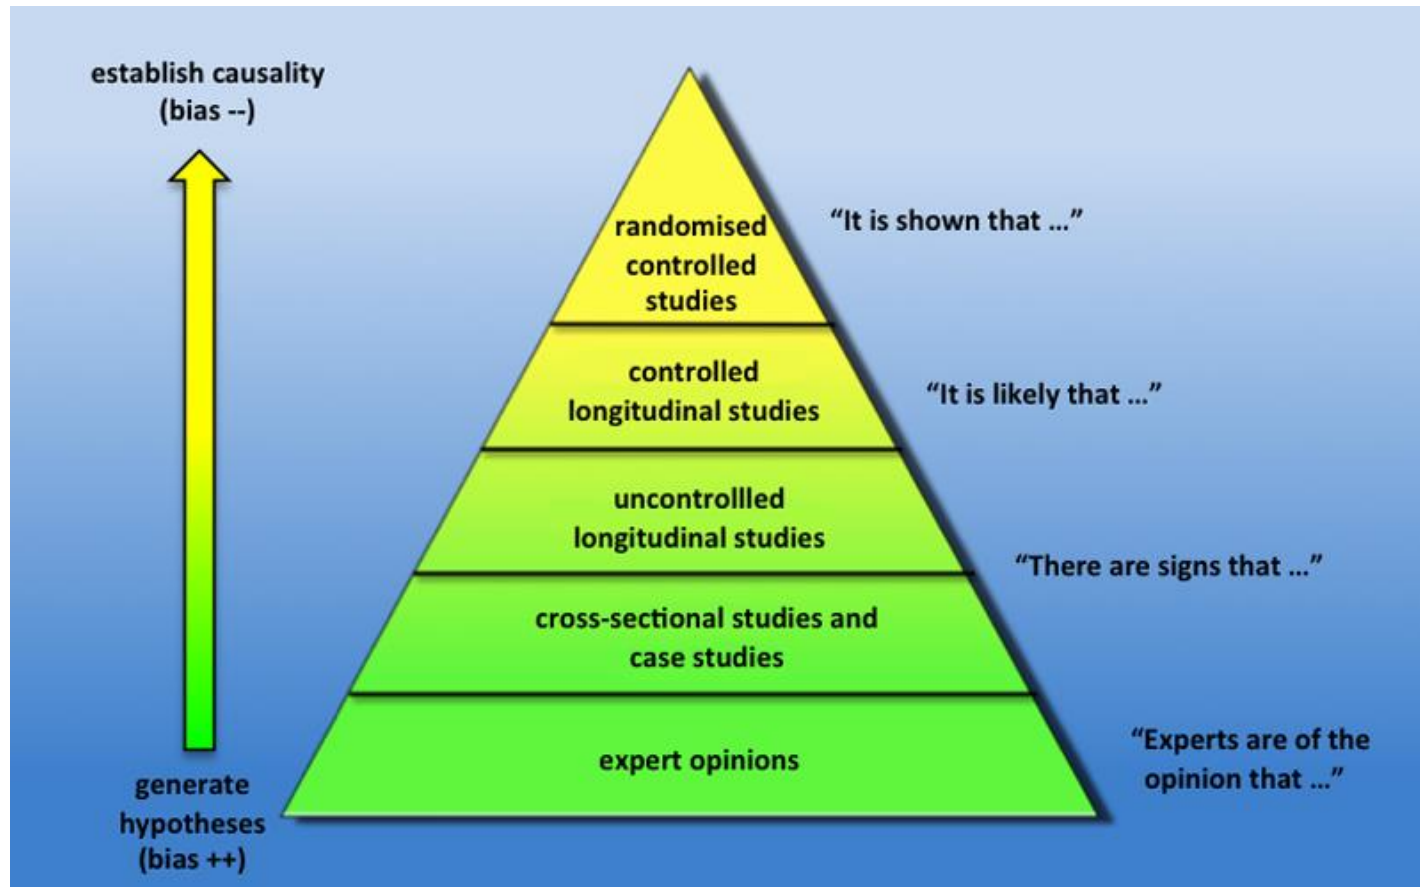 establish causality
(bias --)
randomised
controlled
studies
“It is shown that ...”
controlled
longitudinal studies
“It is likely that ...”
uncontrollled
longitudinal studies
“There are signs that ...”
cross-sectional studies and
case studies
expert opinions
“Experts are of the
opinion that ...”
generate
hypotheses
(bias ++)